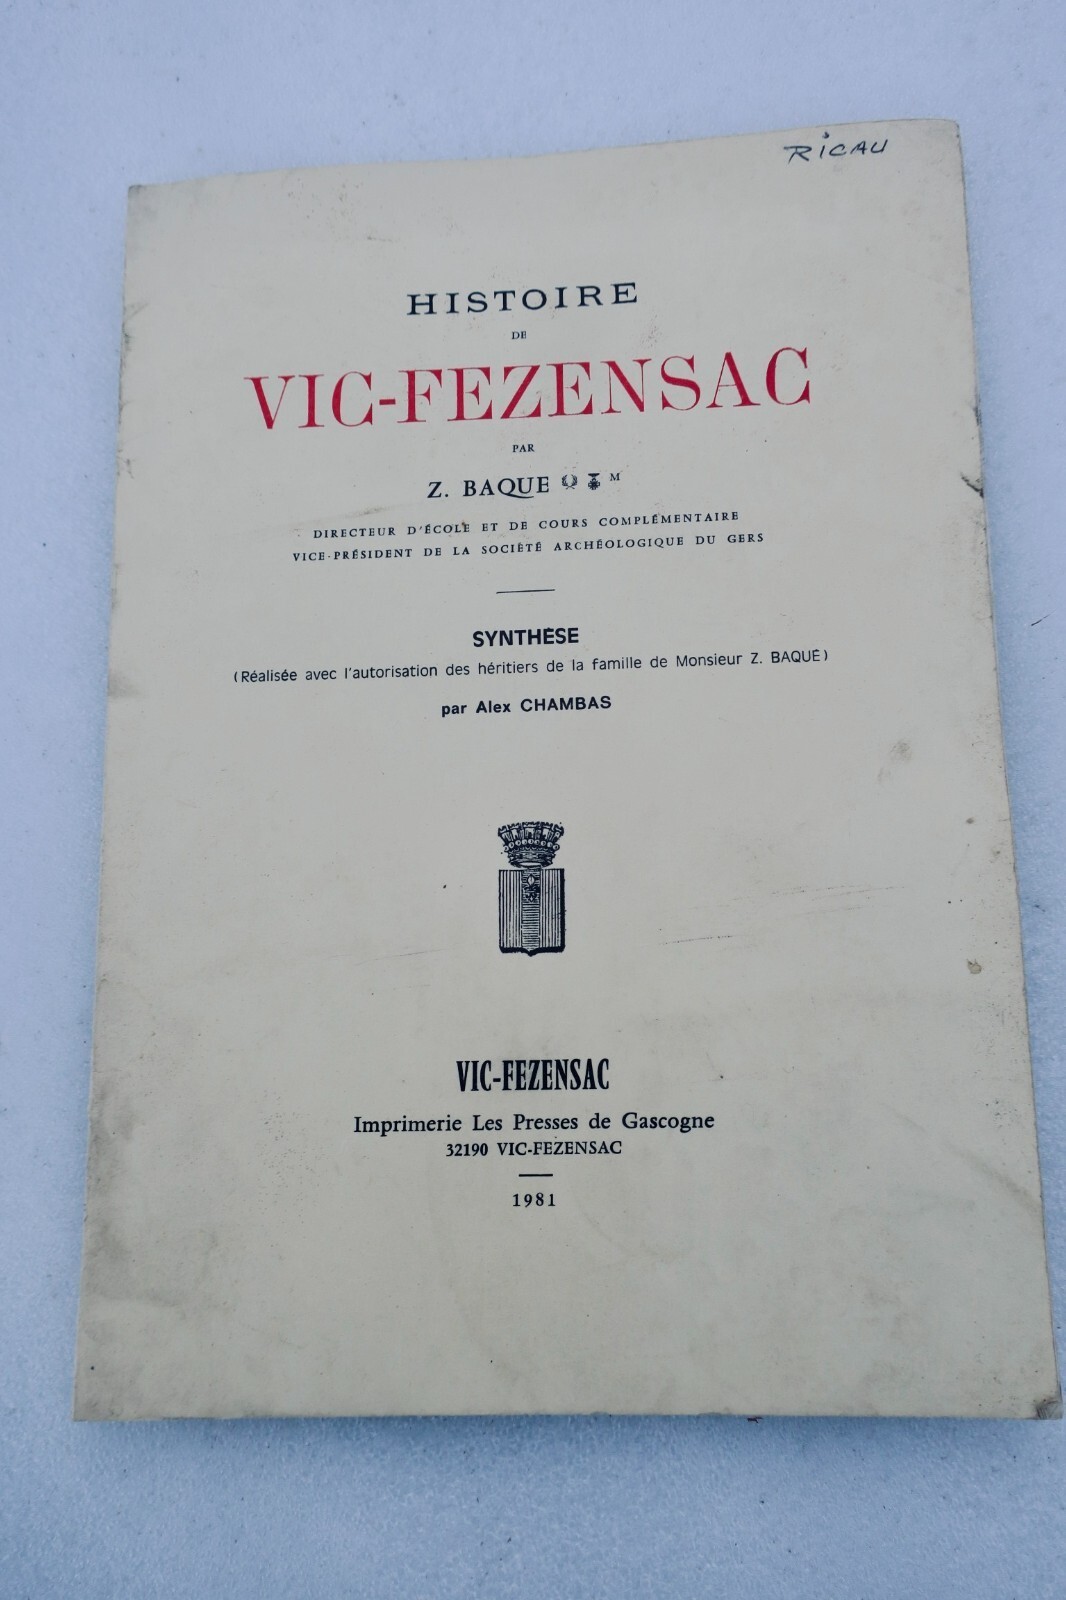 RICAU
HISTOIRE
DE
VIC-FEZENSAC
PAR
Z. BAQUE M
DIRECTEUR D'ÉCOLE ET DE COURS COMPLÉMENTAIRE
VICE-PRÉSIDENT DE LA SOCIÉTÉ ARCHÉOLOGIQUE DU GERS
SYNTHÈSE
(Réalisée avec l'autorisation des héritiers de la famille de Monsieur Z. BAQUÉ)
par Alex CHAMBAS
VIC-FEZENSAC
Imprimerie Les Presses de Gascogne
32190 VIC-FEZENSAC
1981